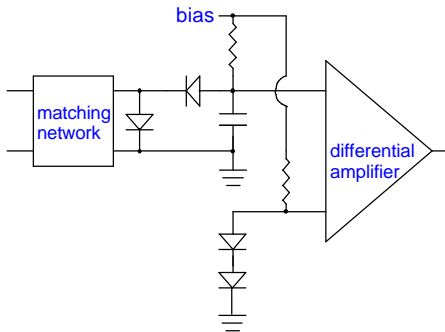 bias
matching
network
differential
amplifier